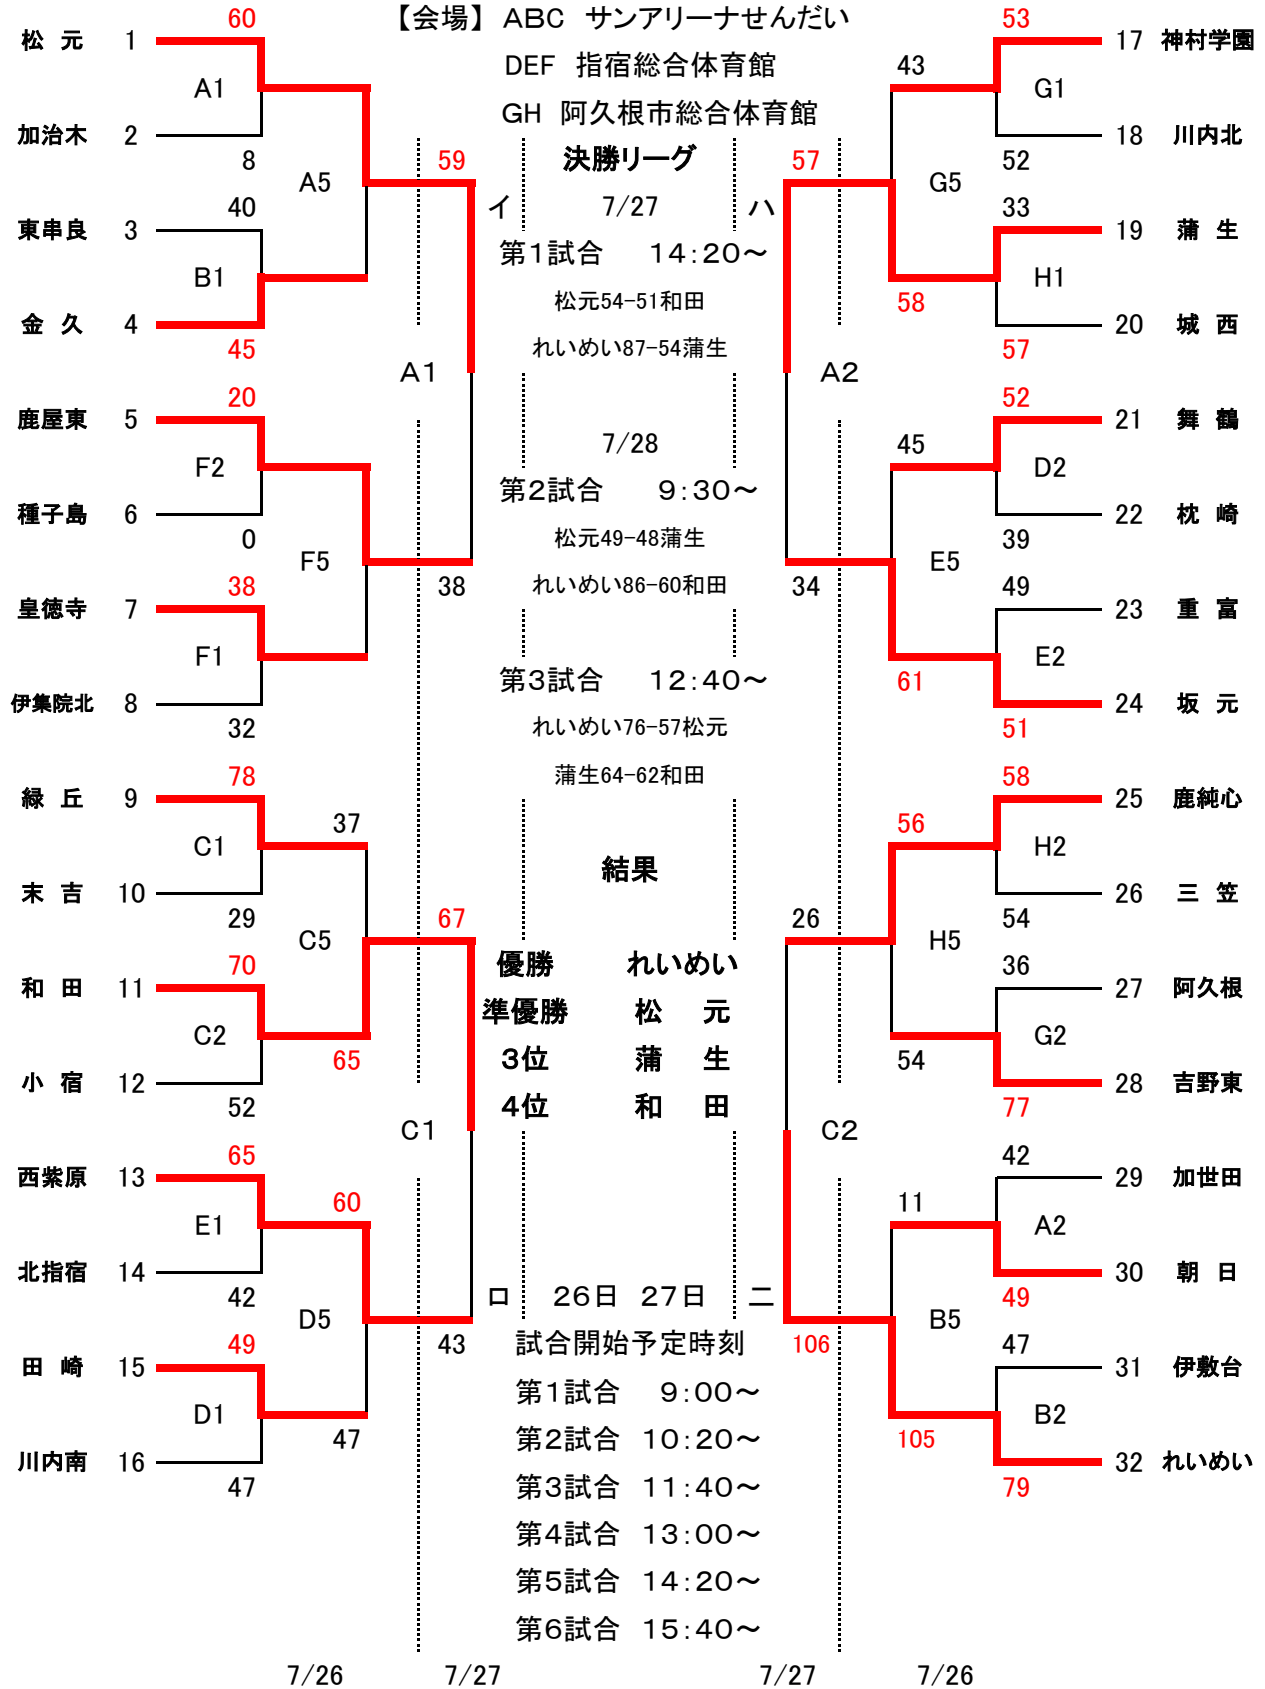 60 【会場】 ABC サンアリーナせんだい 53
松 元 1 17 神村学園
DEF 指宿総合体育館 43
A1 G1
GH 阿久根市総合体育館
加治木 2 18 川内北
8 59 決勝リーグ 57 52
A5 G5
40 イ 7/27 ハ 33
東串良 3 19 蒲 生
第1試合 14:20～
B1 H1
松元54-51和田 58
金 久 4 20 城 西
45 れいめい87-54蒲生 57
A1 A2
20 52
鹿屋東 5 21 舞 鶴
7/28 45
F2 D2
第2試合 9:30～
種子島 6 22 枕 崎
0 松元49-48蒲生 39
F5 E5
38 38 れいめい86-60和田 34 49
皇徳寺 7 23 重 富
F1 E2
第3試合 12:40～ 61
伊集院北 8 24 坂 元
32 れいめい76-57松元 51
78 蒲生64-62和田 58
緑 丘 9 25 鹿純心
37 56
C1 H2
結果
末 吉 10 26 三 笠
29 67 26 54
C5 H5
70 優勝 れいめい 36
和 田 11 27 阿久根
準優勝 松 元
C2 G2
65 3位 蒲 生 54
小 宿 12 28 吉野東
52 4位 和 田 77
C1 C2
65 42
西紫原 13 29 加世田
60 11
E1 A2
北指宿 14 30 朝 日
42 ロ 26日 27日 ニ 49
D5 B5
49 43 試合開始予定時刻 106 47
田 崎 15 31 伊敷台
第1試合 9:00～
D1 B2
47 第2試合 10:20～ 105
川内南 16 32 れいめい
47 第3試合 11:40～ 79
第4試合 13:00～
第5試合 14:20～
第6試合 15:40～
7/26 7/27 7/27 7/26